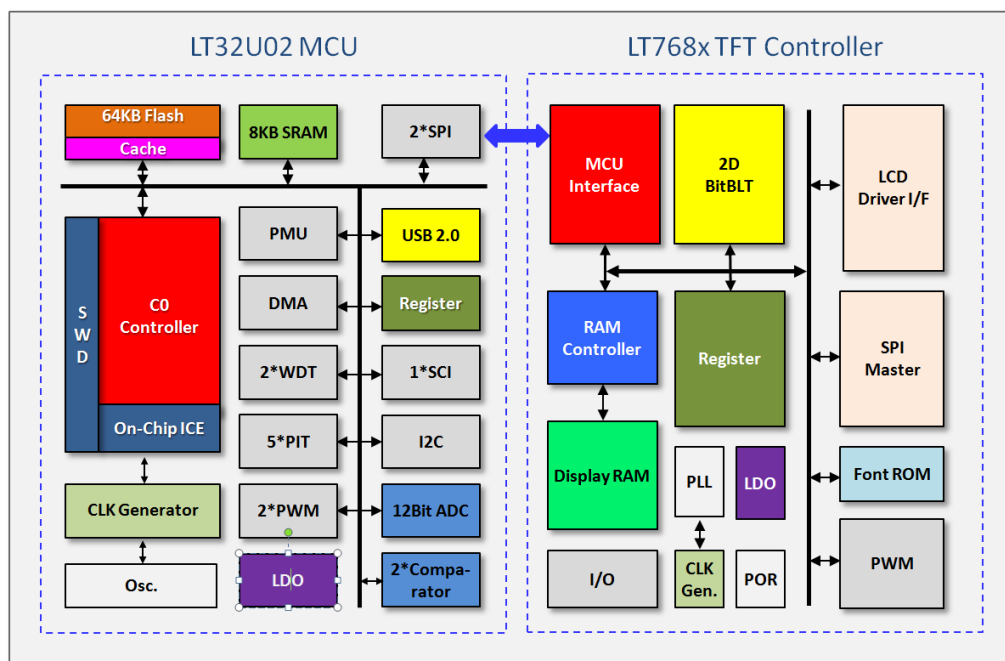 LT32U02 MCU
LT768x TFT Controller
64KB Flash
Cache
8KB SRAM
2*SPI
MCU
Interface
2D
BitBLT
LCD
Driver I/F
SWD
C0
Controller
On-Chip ICE
PMU
USB 2.0
DMA
Register
2*WDT
1*SCI
5*PIT
I2C
2*PWM
12Bit ADC
LDO
2*Compa-
rator
CLK Generator
Osc.
RAM
Controller
Register
SPI
Master
Display RAM
PLL
LDO
Font ROM
I/O
CLK
Gen.
POR
PWM